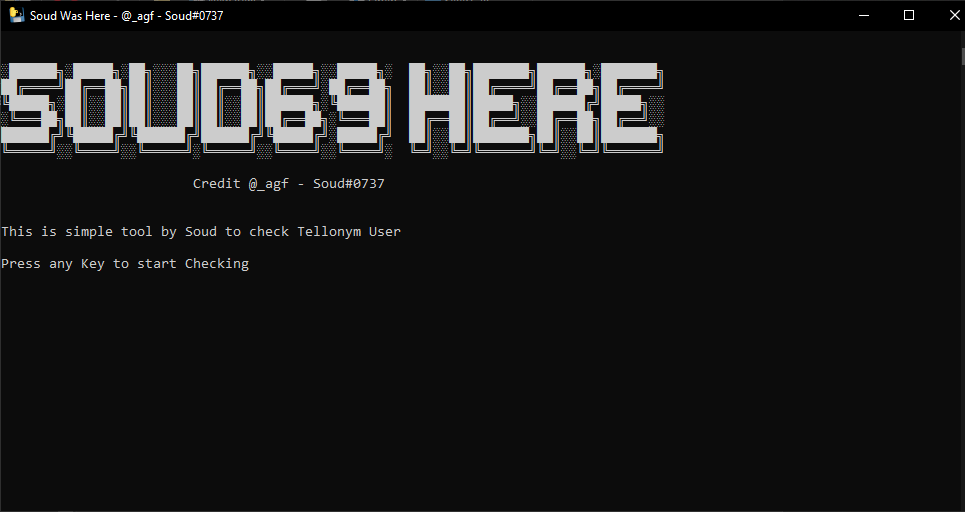 Soud Was Here - @_agf - Soud#0737
SOUD69 HERE
Credit @_agf - Soud#0737
This is simple tool by Soud to check Tellonym User
Press any Key to start Checking